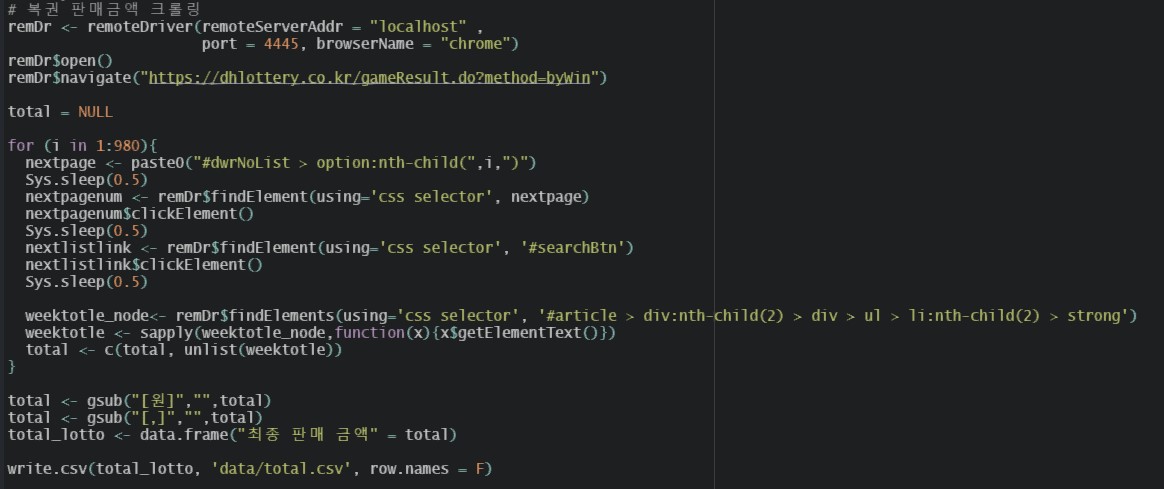 # 복권 판매금액 크롤링
remDr <- remoteDriver(remoteServerAddr = "localhost" ,
port = 4445, browserName = "chrome")
remDr$open()
remDr$navigate("https://dhlottery.co.kr/gameResult.do?method=byWin")
total = NULL
for (i in 1:980){
nextpage <- paste0("#dwrNoList > option:nth-child(",i,")")
Sys.sleep(0.5)
nextpagenum <- remDr$findElement(using='css selector', nextpage)
nextpagenum$clickElement()
Sys.sleep(0.5)
nextlistlink <- remDr$findElement(using='css selector', '#searchBtn')
nextlistlink$clickElement()
Sys.sleep(0.5)
weektotle_node<- remDr$findElements(using='css selector', '#article > div:nth-child(2) > div > ul > li:nth-child(2) > strong')
weektotle <- sapply(weektotle_node,function(x){x$getElementText()})
total <- c(total, unlist(weektotle))
}
total <- gsub("[원]","",total)
total <- gsub("[,]","",total)
total_lotto <- data.frame("최종 판매 금액" = total)
write.csv(total_lotto, 'data/total.csv', row.names = F)